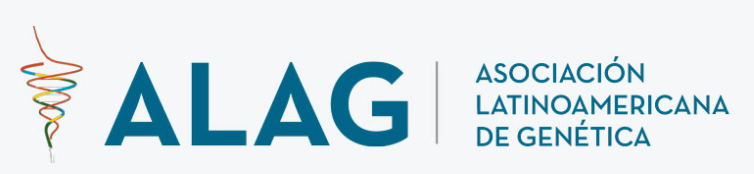 ALAG
ASOCIACIÓN
LATINOAMERICANA
DE GENÉTICA